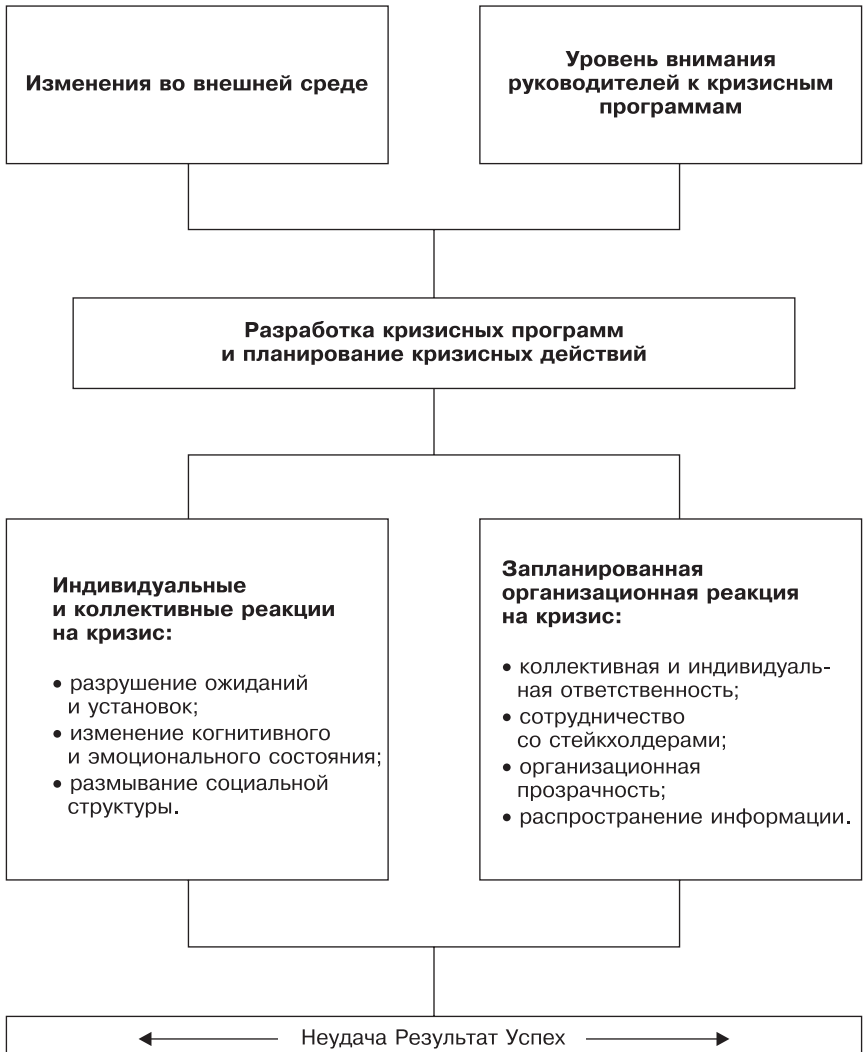 Изменения во внешней среде
Уровень внимания
руководителей к кризисным
программам
Разработка кризисных программ
и планирование кризисных действий
Индивидуальные
и коллективные реакции
на кризис:
• разрушение ожиданий
и установок;
• изменение когнитивного
и эмоционального состояния;
• размывание социальной
структуры.
Запланированная
организационная реакция
на кризис:
• коллективная и индивидуаль-
ная ответственность;
• сотрудничество
со стейкхолдерами;
• организационная
прозрачность;
• распространение информации.
Неудача Результат Успех